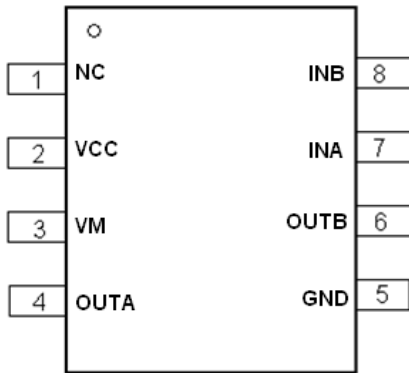 1 NC INB 8
2 VCC INA 7
3 VM OUTB 6
4 OUTA GND 5